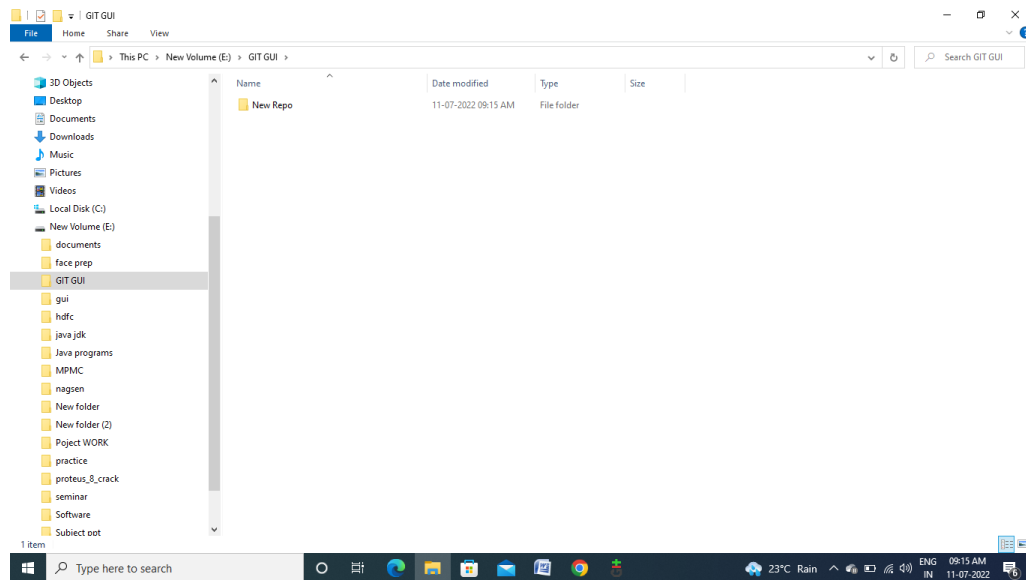 GIT GUI
File Home Share View
This PC > New Volume (E:) > GIT GUI >
Search GIT GUI
Name Date modified Type Size
New Repo 11-07-2022 09:15 AM File folder
3D Objects
Desktop
Documents
Downloads
Music
Pictures
Videos
Local Disk (C:)
New Volume (E:)
documents
face prep
GIT GUI
gui
hdfc
java jdk
Java programs
MPMC
nagsen
New folder
New folder (2)
Poject WORK
practice
proteus_8_crack
seminar
Software
Subject ppt
1 item
Type here to search
23°C Rain
ENG
IN
09:15 AM
11-07-2022
6